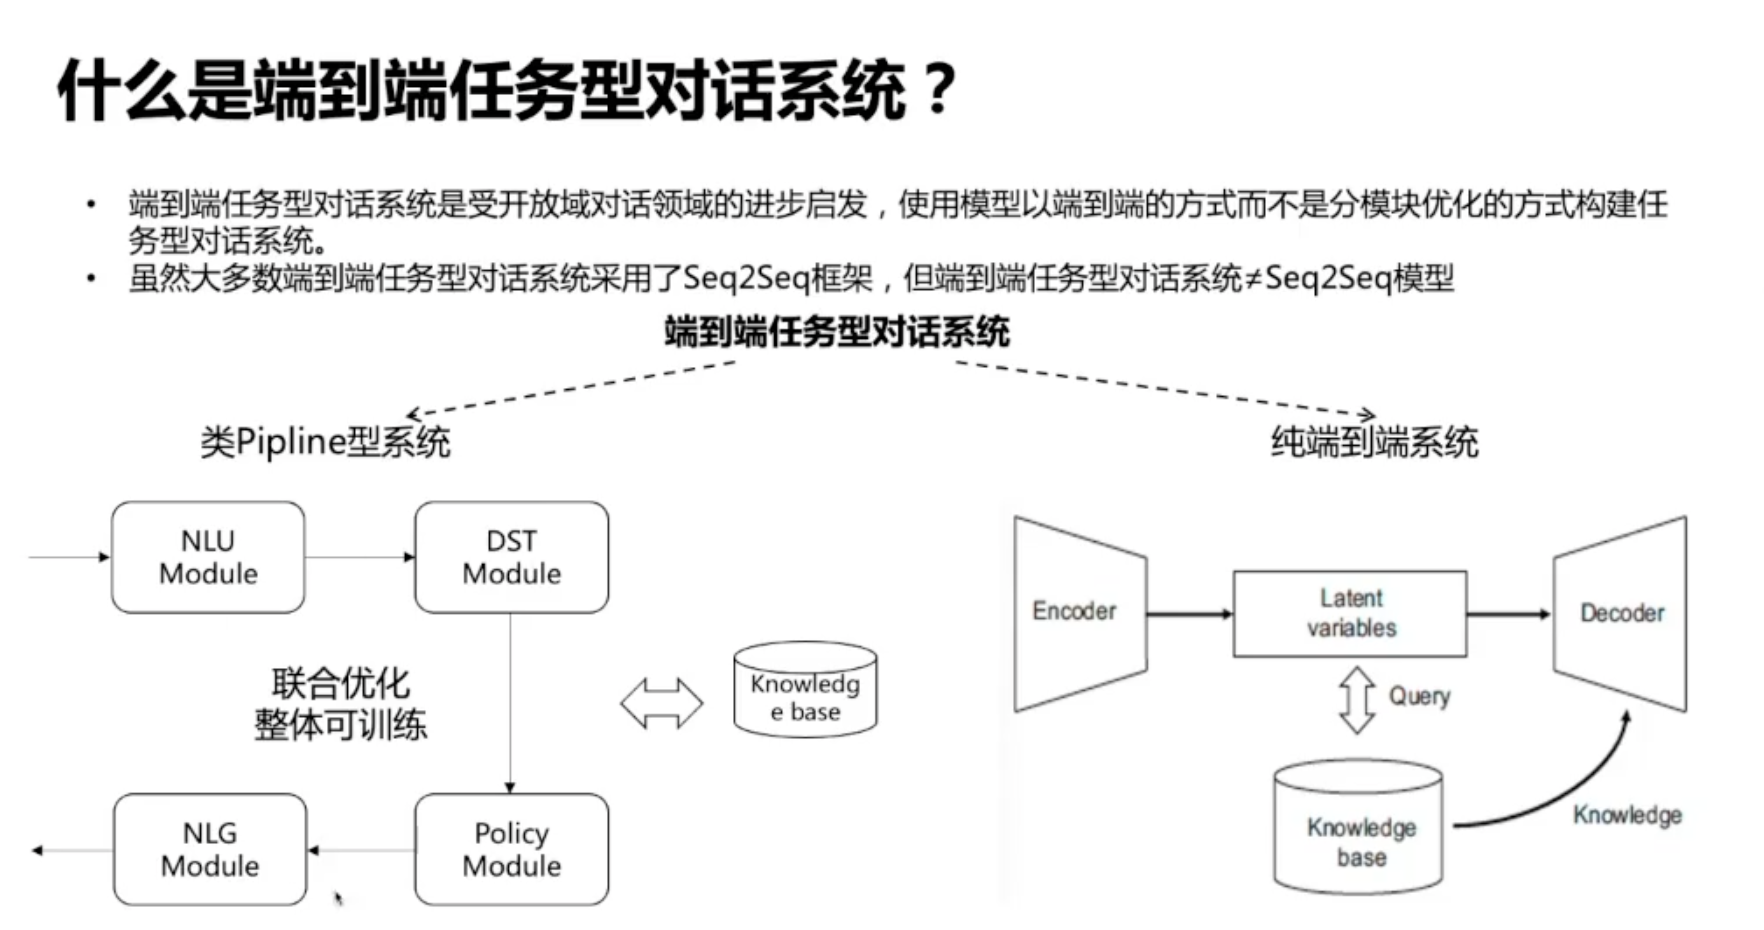 什么是端到端任务型对话系统？
• 端到端任务型对话系统是受开放域对话领域的进步启发，使用模型以端到端的方式而不是分模块优化的方式构建任
务型对话系统。
• 虽然大多数端到端任务型对话系统采用了Seq2Seq框架，但端到端任务型对话系统≠Seq2Seq模型
端到端任务型对话系统
类Pipline型系统
NLU
Module
DST
Module
联合优化
整体可训练
Knowledg
e base
NLG
Module
Policy
Module
纯端到端系统
Encoder
Latent
variables
Decoder
Query
Knowledge
base
Knowledge